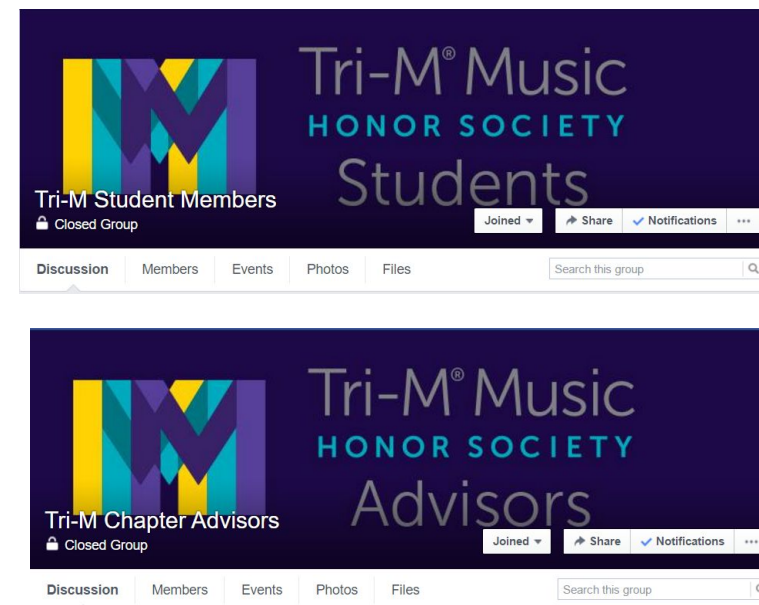 Tri-M® Music
HONOR SOCIETY
Students
Tri-M Student Members
Closed Group
Joined Share Notifications ...
Discussion Members Events Photos Files Search this group
Tri-M® Music
HONOR SOCIETY
Advisors
Tri-M Chapter Advisors
Closed Group
Joined Share Notifications ...
Discussion Members Events Photos Files Search this group